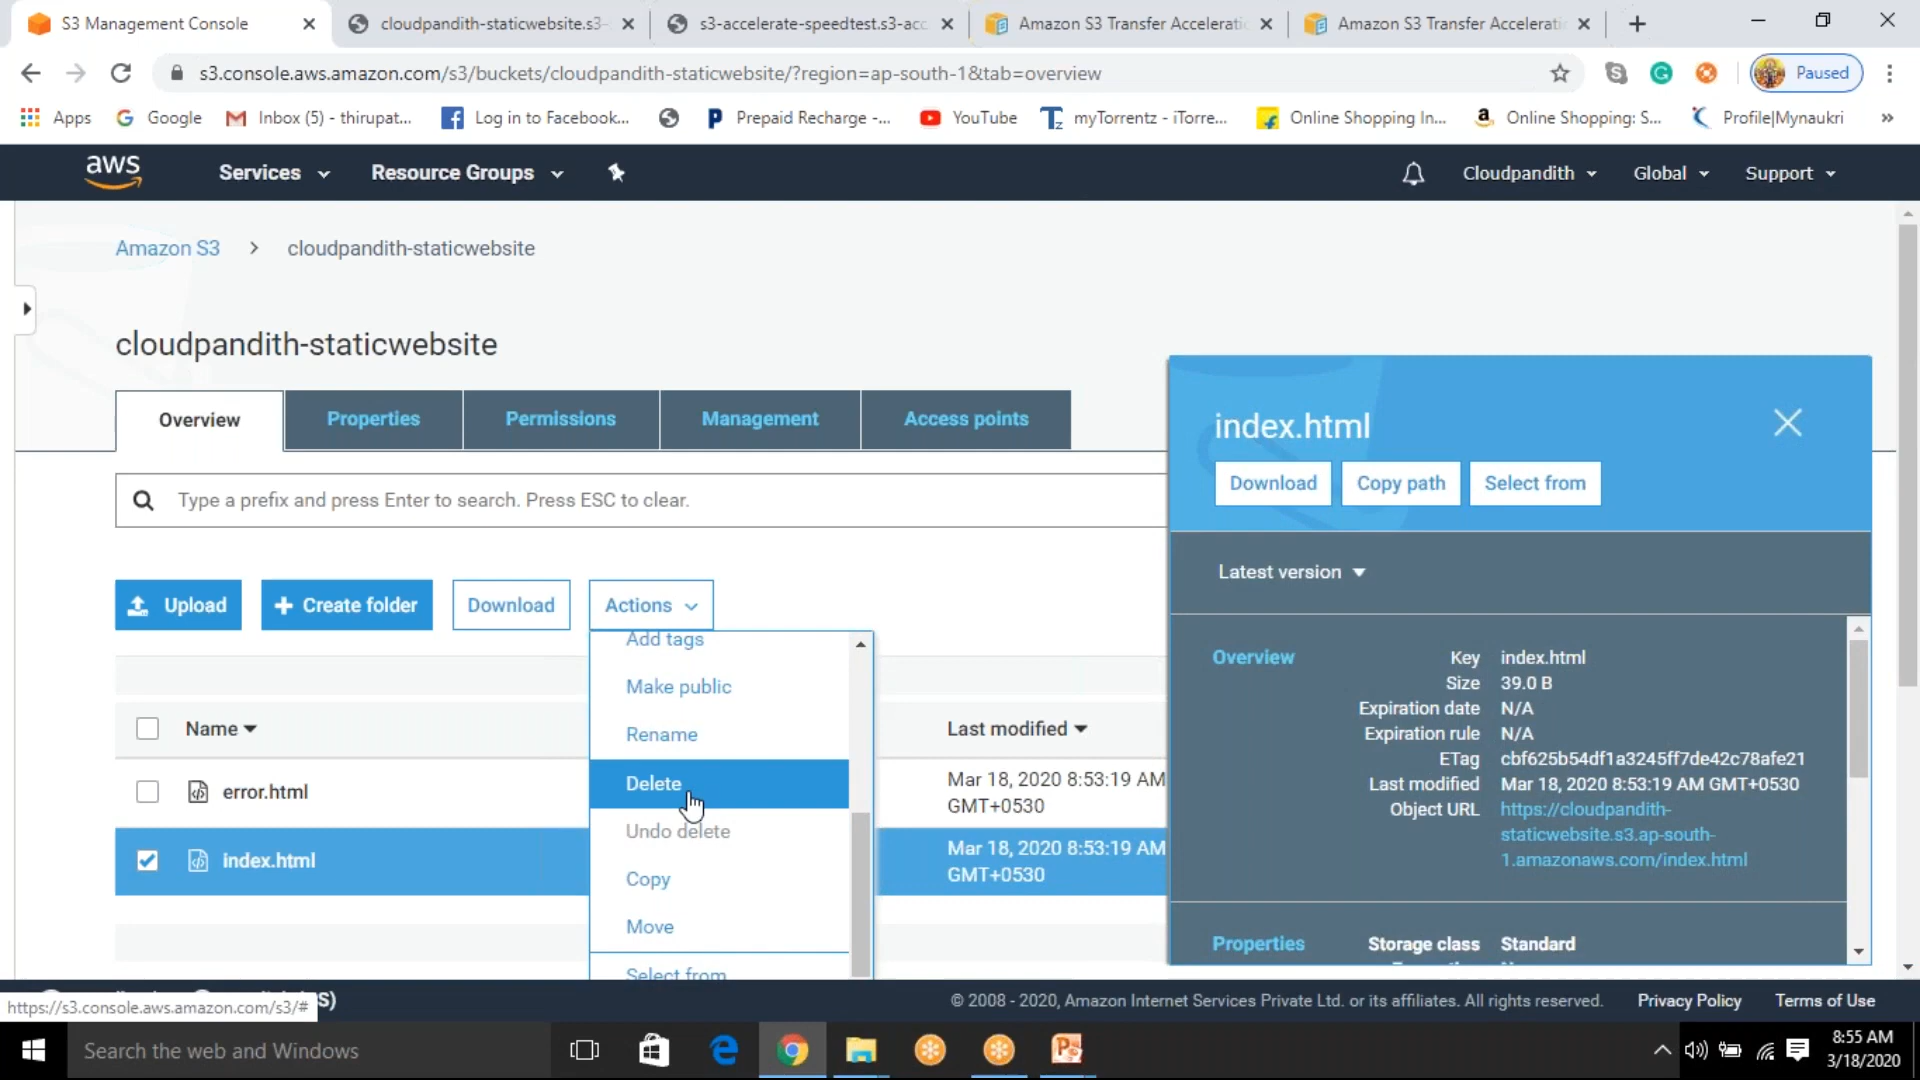 S3 Management Console
cloudpandith-staticwebsite.s3-
s3-accelerate-speedtest.s3-acc
Amazon S3 Transfer Acceleratio
Amazon S3 Transfer Acceleratio
s3.console.aws.amazon.com/s3/buckets/cloudpandith-staticwebsite/?region=ap-south-1&tab=overview
Paused
Apps
Google
Inbox (5) - thirupat...
Log in to Facebook...
Prepaid Recharge -...
YouTube
myTorrentz - iTorre...
Online Shopping In...
Online Shopping: S...
Profile|Mynaukri
»
aws
Services
Resource Groups
Cloudpandith
Global
Support
Amazon S3 > cloudpandith-staticwebsite
cloudpandith-staticwebsite
Overview
Properties
Permissions
Management
Access points
Type a prefix and press Enter to search. Press ESC to clear.
Upload
+ Create folder
Download
Actions
Add tags
Make public
Rename
Delete
Undo delete
Copy
Move
Select from
Name
Last modified
error.html
Mar 18, 2020 8:53:19 AM
GMT+0530
index.html
Mar 18, 2020 8:53:19 AM
GMT+0530
index.html
Download
Copy path
Select from
Latest version
Overview
Key index.html
Size 39.0 B
Expiration date N/A
Expiration rule N/A
ETag cbf625b54df1a3245ff7de42c78afe21
Last modified Mar 18, 2020 8:53:19 AM GMT+0530
Object URL https://cloudpandith-
staticwebsite.s3.ap-south-
1.amazonaws.com/index.html
Properties
Storage class Standard
https://s3.console.aws.amazon.com/s3/#
S)
© 2008 - 2020, Amazon Internet Services Private Ltd. or its affiliates. All rights reserved.
Privacy Policy
Terms of Use
Search the web and Windows
8:55 AM
3/18/2020